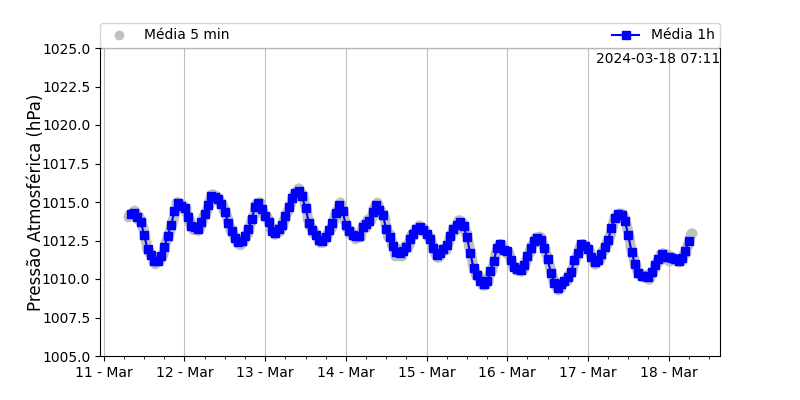 Média 5 min
Média 1h
2024-03-18 07:11
Pressão Atmosférica (hPa)
1025.0
1022.5
1020.0
1017.5
1015.0
1012.5
1010.0
1007.5
1005.0
11 - Mar
12 - Mar
13 - Mar
14 - Mar
15 - Mar
16 - Mar
17 - Mar
18 - Mar